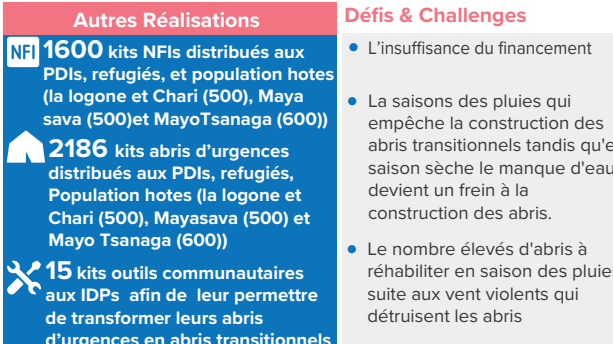 Autres Réalisations
NFI 1600 kits NFIs distribués aux
PDIs, refugiés, et population hotes
(la logone et Chari (500), Maya
sava (500)et MayoTsanaga (600))
2186 kits abris d'urgences
distribués aux PDIs, refugiés,
Population hotes (la logone et
Chari (500), Mayasava (500) et
Mayo Tsanaga (600))
15 kits outils communautaires
aux IDPs afin de leur permettre
de transformer leurs abris
d'urgences en abris transitionnels
Défis & Challenges
• L'insuffisance du financement
• La saisons des pluies qui
empêche la construction des
abris transitionnels tandis qu'e
saison sèche le manque d'eau
devient un frein à la
construction des abris.
• Le nombre élevés d'abris à
réhabiliter en saison des pluies
suite aux vent violents qui
détruisent les abris